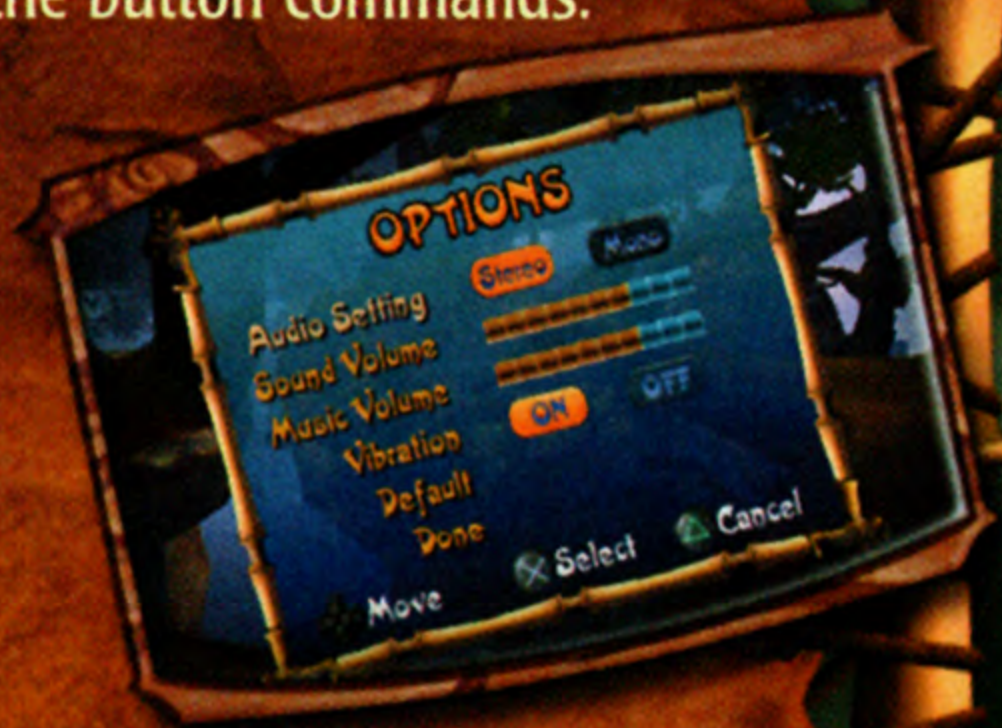 the button commands.
OPTIONS
Audio Setting Stereo Mono
Sound Volume
Music Volume
Vibration ON OFF
Default
Done
Move Select Cancel